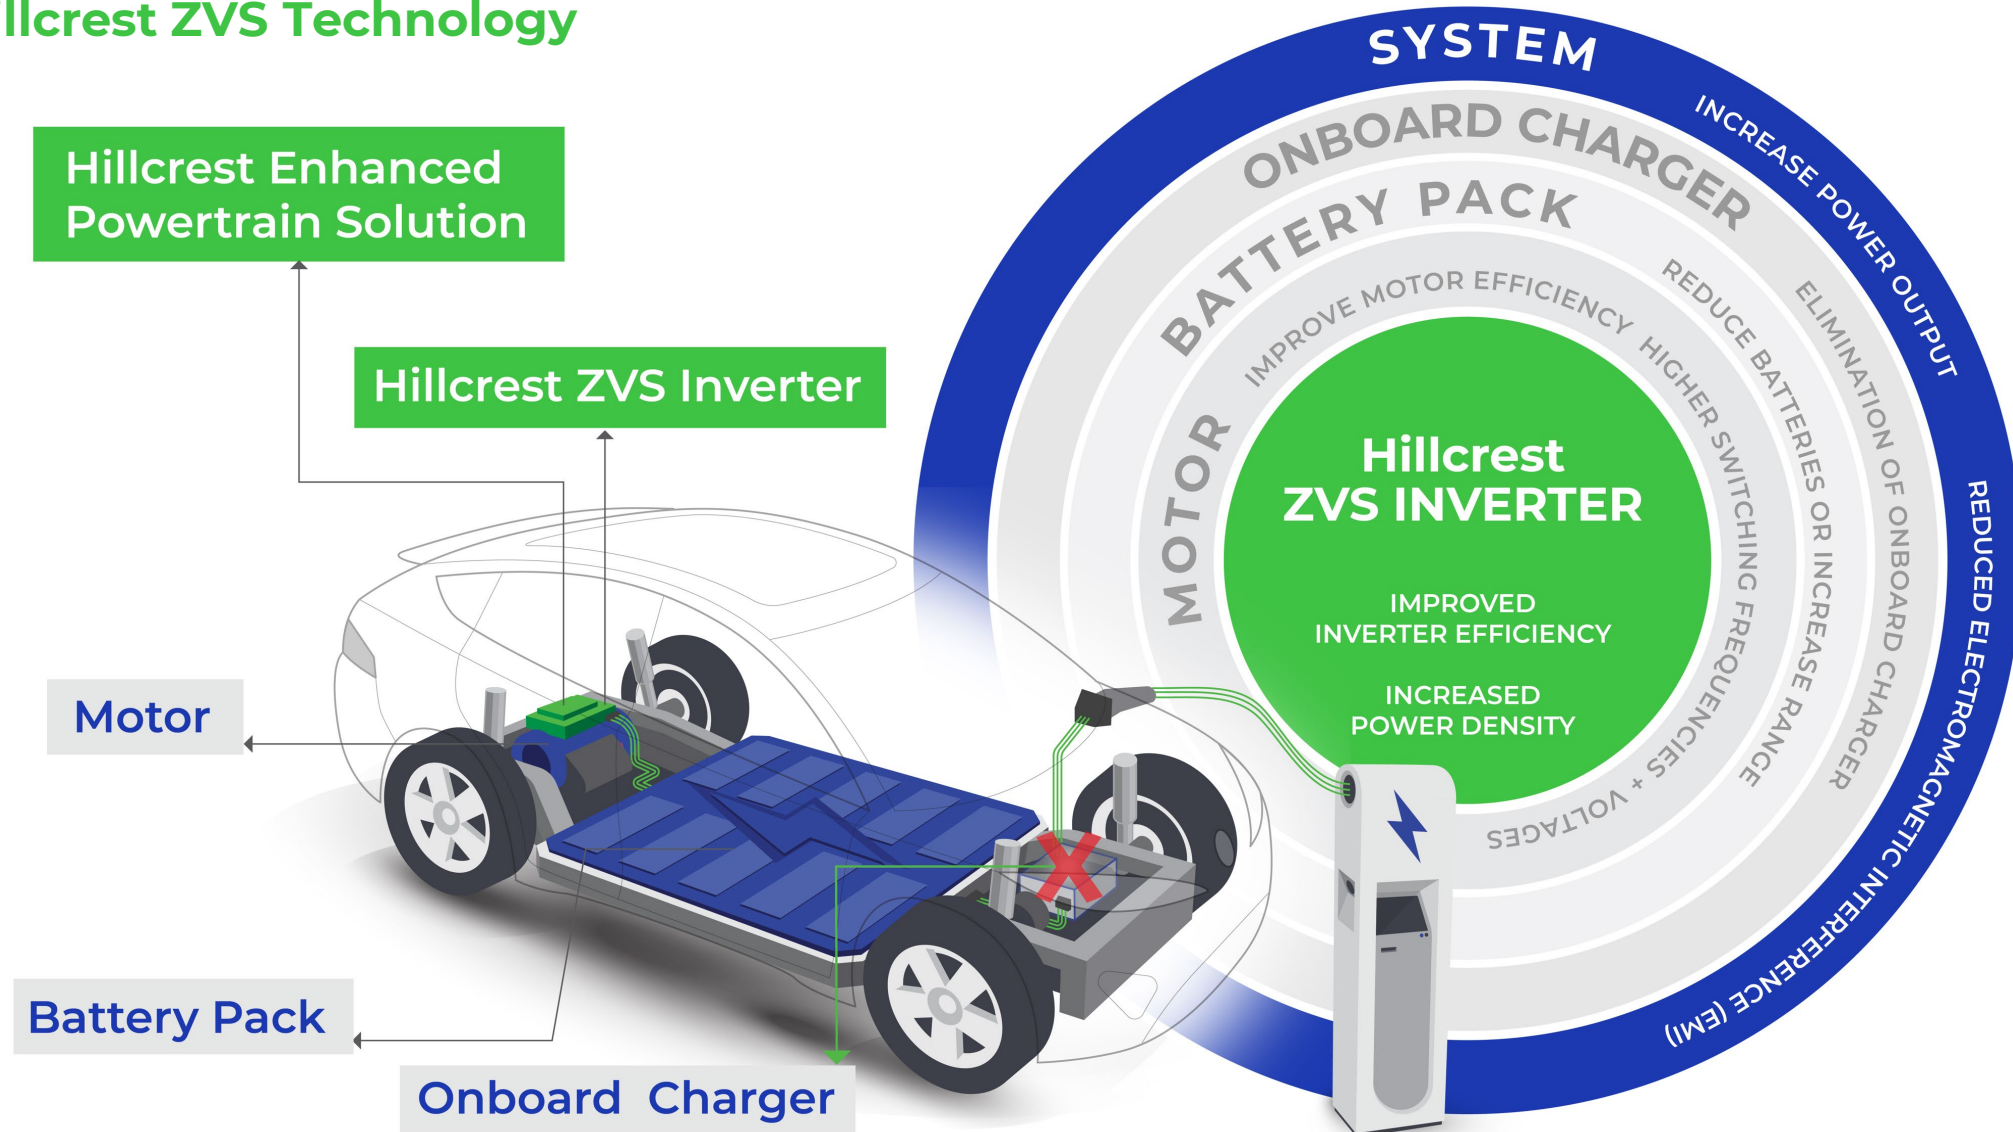 llcrest ZVS Technology
Hillcrest Enhanced
Powertrain Solution
Hillcrest ZVS Inverter
Motor
Battery Pack
Onboard Charger
SYSTEM
INCREASE POWER OUTPUT
REDUCED ELECTROMAGNETIC INTERFERENCE (EMI)
ONBOARD CHARGER
ELIMINATION OF ONBOARD CHARGER
BATTERY PACK
REDUCE BATTERIES OR INCREASE RANGE
MOTOR
IMPROVE MOTOR EFFICIENCY
HIGHER SWITCHING FREQUENCIES + VOLTAGES
Hillcrest
ZVS INVERTER
IMPROVED
INVERTER EFFICIENCY
INCREASED
POWER DENSITY